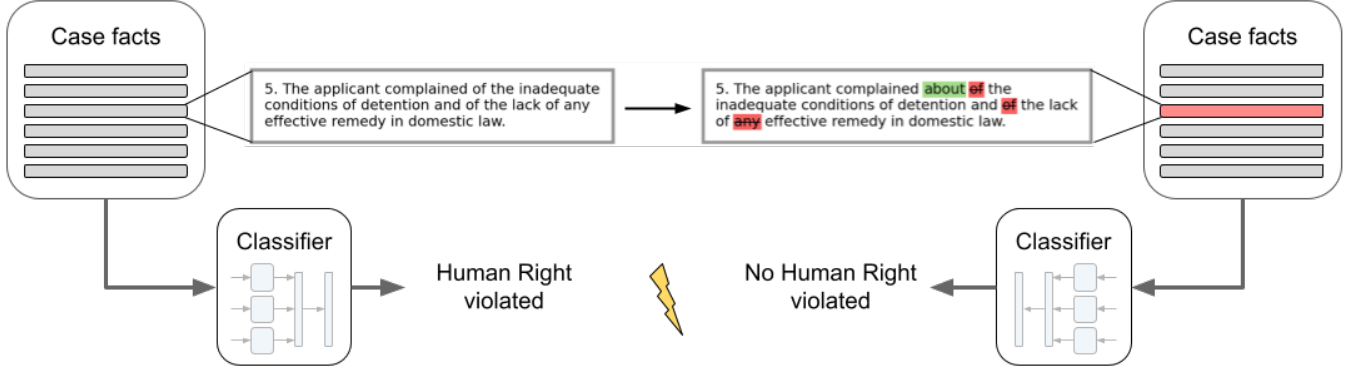 Case facts
5. The applicant complained of the inadequate
conditions of detention and of the lack of any
effective remedy in domestic law.
5. The applicant complained about of the
inadequate conditions of detention and of the lack
of any effective remedy in domestic law.
Case facts
Classifier
Human Right
violated
No Human Right
violated
Classifier